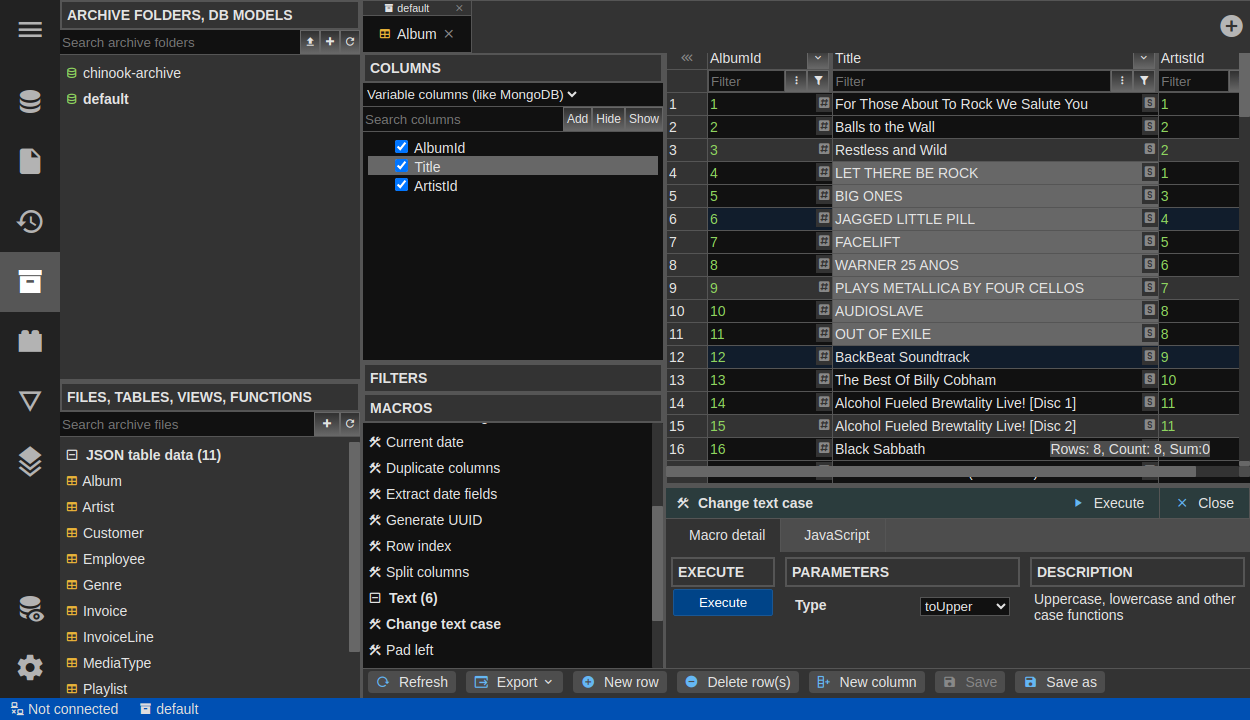 ARCHIVE FOLDERS, DB MODELS
Search archive folders
chinook-archive
default
FILES, TABLES, VIEWS, FUNCTIONS
Search archive files
JSON table data (11)
Album
Artist
Customer
Employee
Genre
Invoice
InvoiceLine
MediaType
Playlist
default
Album
COLUMNS
Variable columns (like MongoDB)
Search columns Add Hide Show
AlbumId
Title
ArtistId
FILTERS
MACROS
Current date
Duplicate columns
Extract date fields
Generate UUID
Row index
Split columns
Text (6)
Change text case
Pad left
AlbumId Title ArtistId
Filter Filter Filter
1 1 For Those About To Rock We Salute You 1
2 2 Balls to the Wall 2
3 3 Restless and Wild 2
4 4 LET THERE BE ROCK 1
5 5 BIG ONES 3
6 6 JAGGED LITTLE PILL 4
7 7 FACELIFT 5
8 8 WARNER 25 ANOS 6
9 9 PLAYS METALLICA BY FOUR CELLOS 7
10 10 AUDIOSLAVE 8
11 11 OUT OF EXILE 8
12 12 BackBeat Soundtrack 9
13 13 The Best Of Billy Cobham 10
14 14 Alcohol Fueled Brewtality Live! [Disc 1] 11
15 15 Alcohol Fueled Brewtality Live! [Disc 2] 11
16 16 Black Sabbath
Rows: 8, Count: 8, Sum:0
Change text case Execute Close
Macro detail JavaScript
EXECUTE PARAMETERS DESCRIPTION
Execute Type toUpper Uppercase, lowercase and other
case functions
Refresh Export New row Delete row(s) New column Save Save as
Not connected default